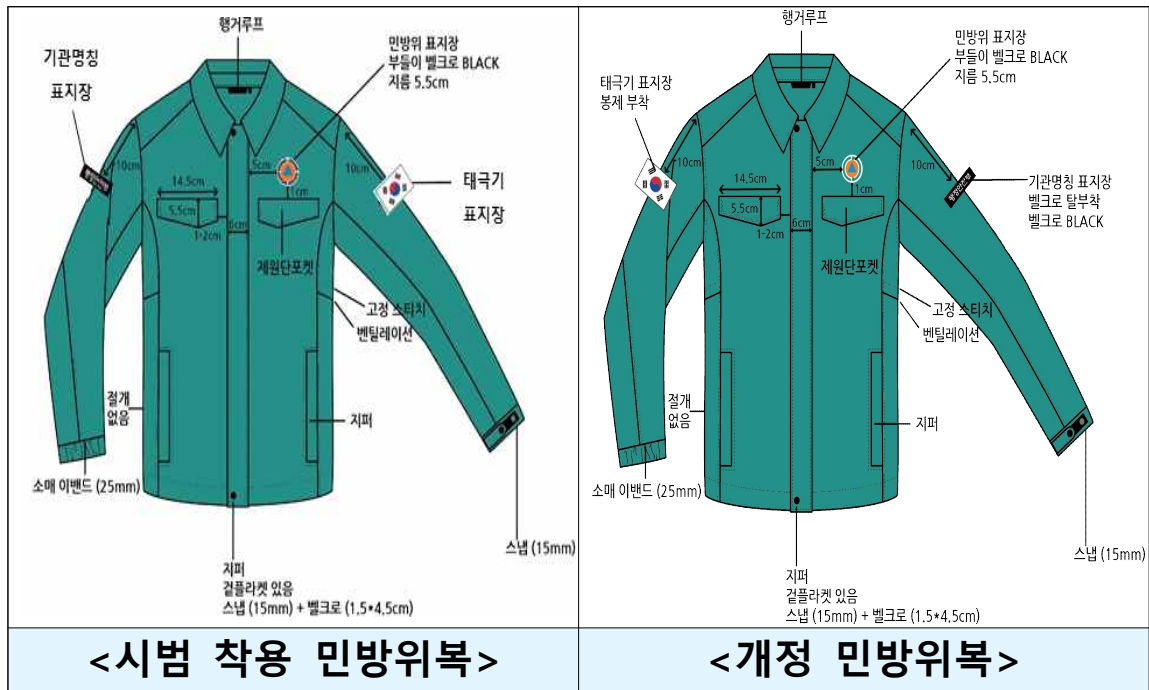 행거루프
기관명칭
표지장
민방위 표지장
부들이 벨크로 BLACK
지름 5.5cm
10cm
5cm
10cm
14.5cm
1cm
5.5cm
태극기
표지장
1-2cm
6cm
제원단포켓
고정 스티치
벤틸레이션
절개
없음
지퍼
소매 이밴드 (25mm)
스냅 (15mm)
지퍼
겉플라켓 있음
스냅 (15mm) + 벨크로 (1.5*4.5cm)
<시범 착용 민방위복>
행거루프
태극기 표지장
봉제 부착
민방위 표지장
부들이 벨크로 BLACK
지름 5.5cm
10cm
5cm
10cm
14.5cm
1cm
5.5cm
행정안전부
기관명칭 표지장
벨크로 탈부착
벨크로 BLACK
1-2cm
6cm
제원단포켓
고정 스티치
벤틸레이션
절개
없음
지퍼
소매 이밴드 (25mm)
스냅 (15mm)
지퍼
겉플라켓 있음
스냅 (15mm) + 벨크로 (1.5*4.5cm)
<개정 민방위복>